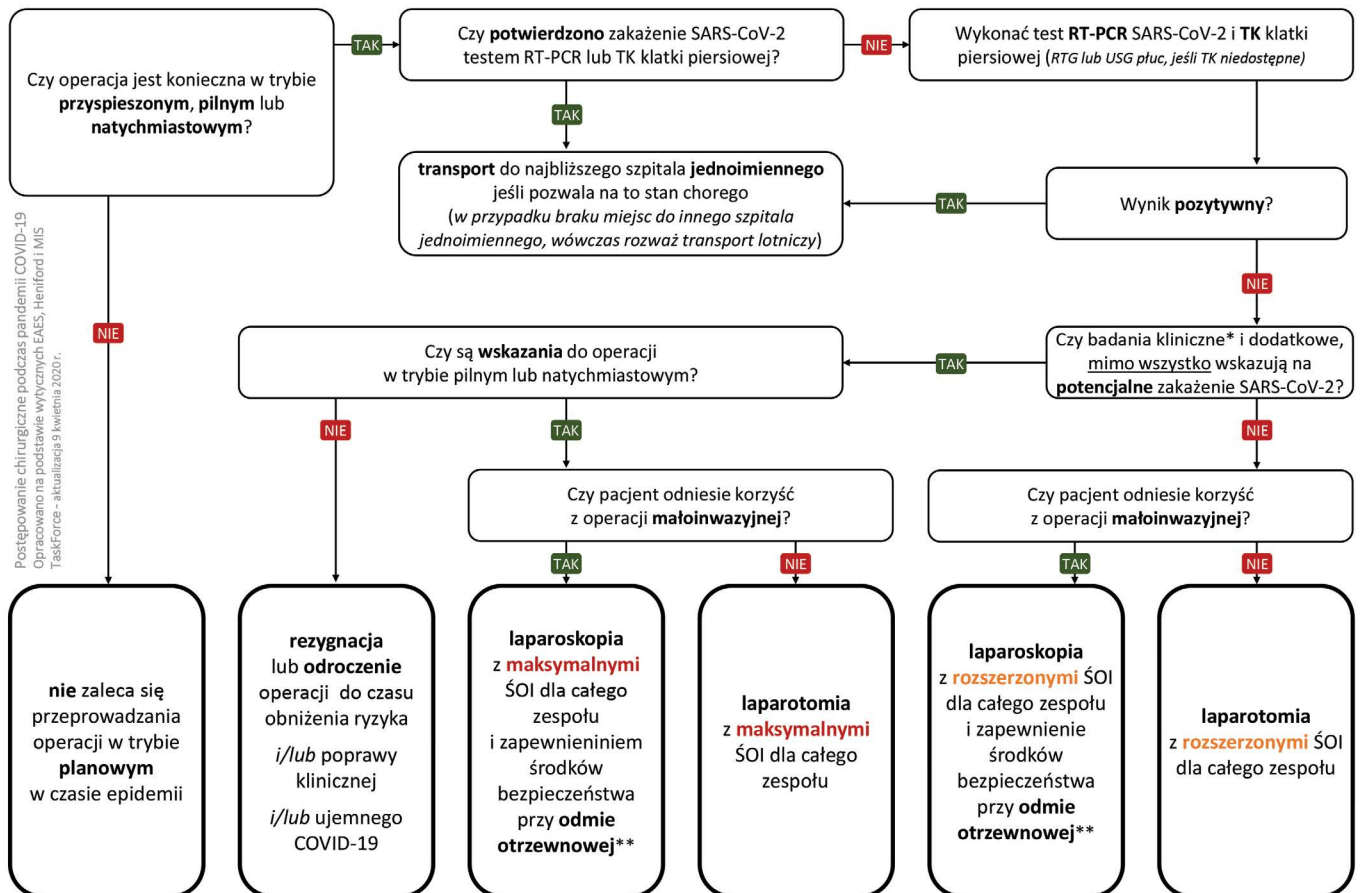 Czy operacja jest konieczna w trybie
przyspieszonym, pilnym lub
natychmiastowym?
TAK
Czy potwierdzono zakażenie SARS-CoV-2
testem RT-PCR lub TK klatki piersiowej?
NIE
Wykonać test RT-PCR SARS-CoV-2 i TK klatki
piersiowej (RTG lub USG płuc, jeśli TK niedostępne)
TAK
transport do najbliższego szpitala jednoimiennego
jeśli pozwala na to stan chorego
(w przypadku braku miejsc do innego szpitala
jednoimiennego, wówczas rozważ transport lotniczy)
TAK
Wynik pozytywny?
NIE
NIE
Postępowanie chirurgiczne podczas pandemii COVID-19
Opracowano na podstawie wytycznych EAES, Heniford i MIS
TaskForce - aktualizacja 9 kwietnia 2020 r.
Czy są wskazania do operacji
w trybie pilnym lub natychmiastowym?
TAK
Czy badania kliniczne* i dodatkowe,
mimo wszystko wskazują na
potencjalne zakażenie SARS-CoV-2?
NIE
TAK
NIE
Czy pacjent odniesie korzyść
z operacji małoinwazyjnej?
Czy pacjent odniesie korzyść
z operacji małoinwazyjnej?
TAK
NIE
TAK
NIE
nie zaleca się
przeprowadzania
operacji w trybie
planowym
w czasie epidemii
rezygnacja
lub odroczenie
operacji do czasu
obniżenia ryzyka
i/lub poprawy
klinicznej
i/lub ujemnego
COVID-19
laparoskopia
z maksymalnymi
ŚOI dla całego
zespołu
i zapewnieniniem
środków
bezpieczeństwa
przy odmie
otrzewnowej**
laparotomia
z maksymalnymi
ŚOI dla całego
zespołu
laparoskopia
z rozszerzonymi ŚOI
dla całego zespołu
i zapewnienie
środków
bezpieczeństwa
przy odmie
otrzewnowej**
laparotomia
z rozszerzonymi ŚOI
dla całego zespołu